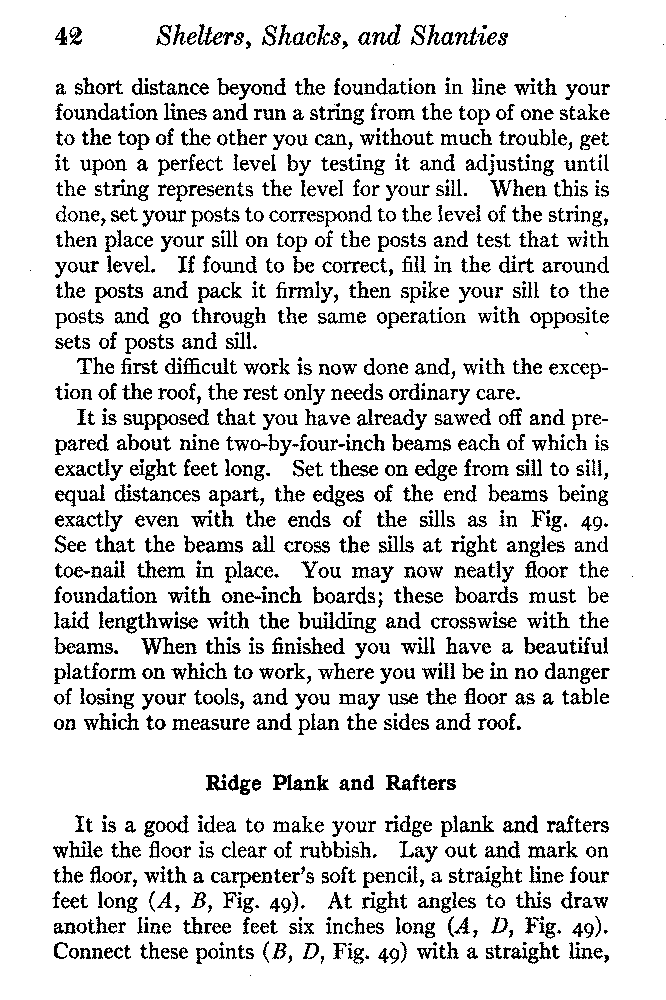 42 Shelters, Shacks, and Shanties
a short distance beyond the foundation in line with your
foundation lines and run a string from the top of one stake
to the top of the other you can, without much trouble, get
it upon a perfect level by testing it and adjusting until
the string represents the level for your sill. When this is
done, set your posts to correspond to the level of the string,
then place your sill on top of the posts and test that with
your level. If found to be correct, fill in the dirt around
the posts and pack it firmly, then spike your sill to the
posts and go through the same operation with opposite
sets of posts and sill.
The first difficult work is now done and, with the excep-
tion of the roof, the rest only needs ordinary care.
It is supposed that you have already sawed off and pre-
pared about nine two-by-four-inch beams each of which is
exactly eight feet long. Set these on edge from sill to sill,
equal distances apart, the edges of the end beams being
exactly even with the ends of the sills as in Fig. 49.
See that the beams all cross the sills at right angles and
toe-nail them in place. You may now neatly floor the
foundation with one-inch boards; these boards must be
laid lengthwise with the building and crosswise with the
beams. When this is finished you will have a beautiful
platform on which to work, where you will be in no danger
of losing your tools, and you may use the floor as a table
on which to measure and plan the sides and roof.
Ridge Plank and Rafters
It is a good idea to make your ridge plank and rafters
while the floor is clear of rubbish. Lay out and mark on
the floor, with a carpenter's soft pencil, a straight line four
feet long (A, B, Fig. 49). At right angles to this draw
another line three feet six inches long (A, D, Fig. 49).
Connect these points (B, D, Fig. 49) with a straight line,